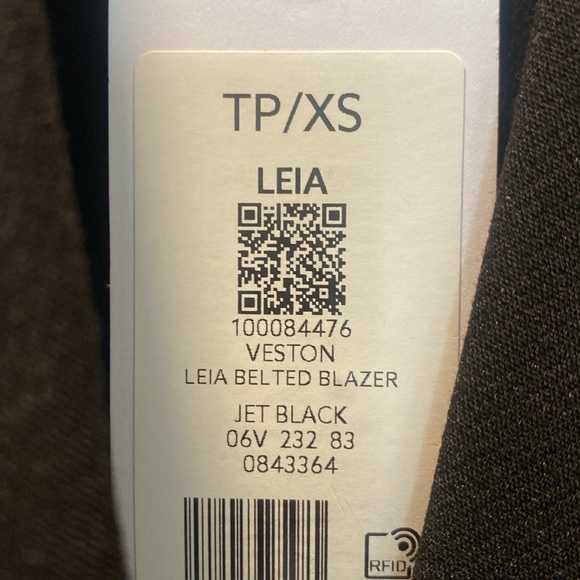 TP/XS
LEIA
100084476
VESTON
LEIA BELTED BLAZER
JET BLACK
06V 232 83
0843364
RFID